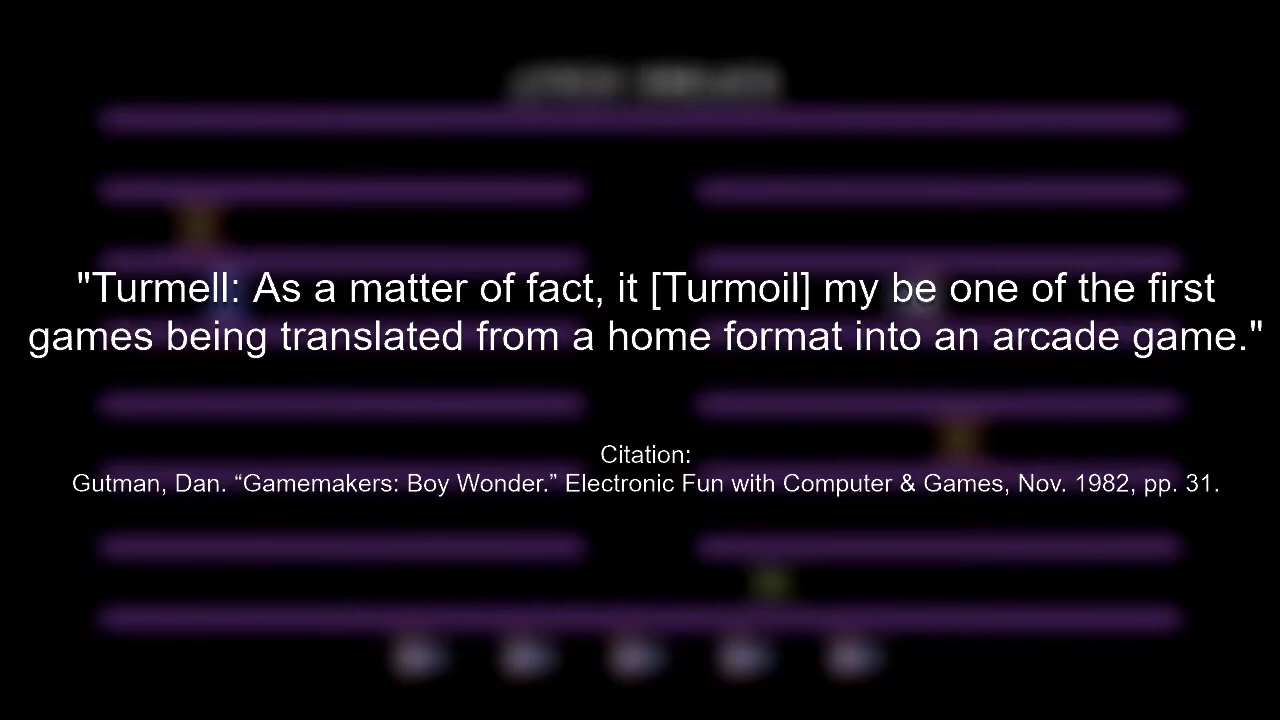 "Turmell: As a matter of fact, it [Turmoil] my be one of the first
games being translated from a home format into an arcade game."
Citation:
Gutman, Dan. “Gamemakers: Boy Wonder.” Electronic Fun with Computer & Games, Nov. 1982, pp. 31.